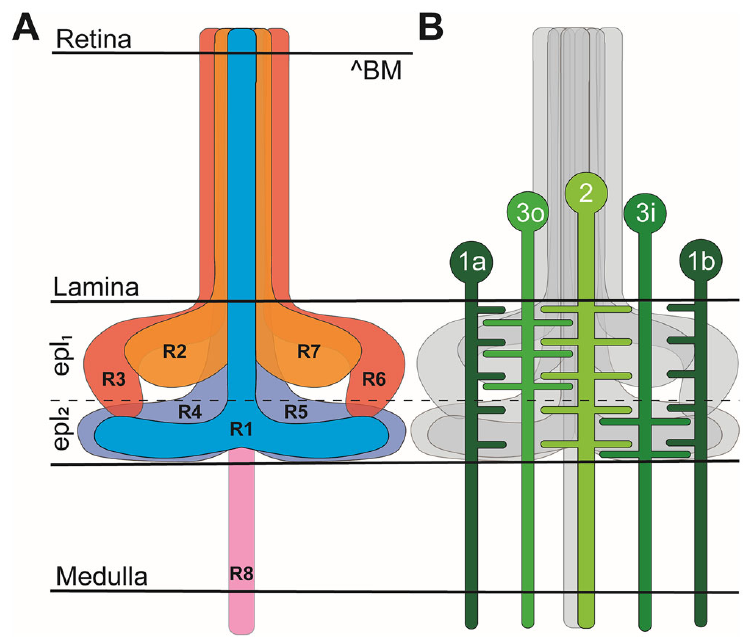 A
B
Retina
^BM
2
3o
3i
1a
1b
Lamina
epl₁
R2
R7
R3
R6
epl₂
R4
R5
R1
R8
Medulla